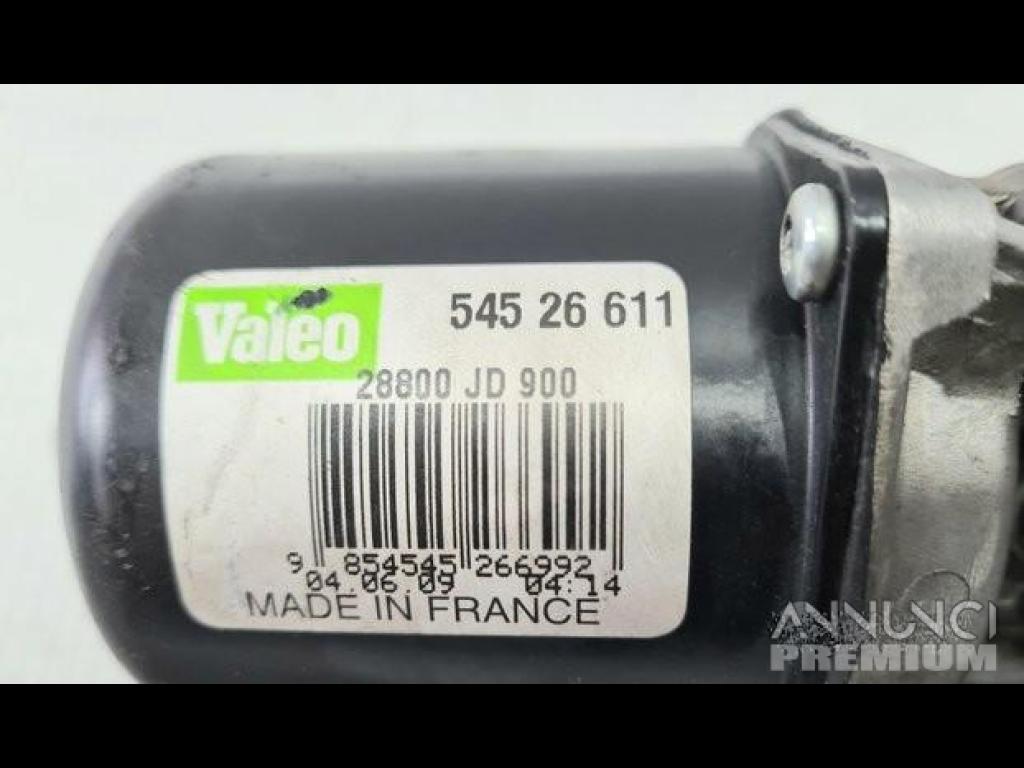 Valeo
545 26 611
28800 JD 900
9 854545 266992
04.06.09 04:14
MADE IN FRANCE
ANNUNCI
PREMIUM